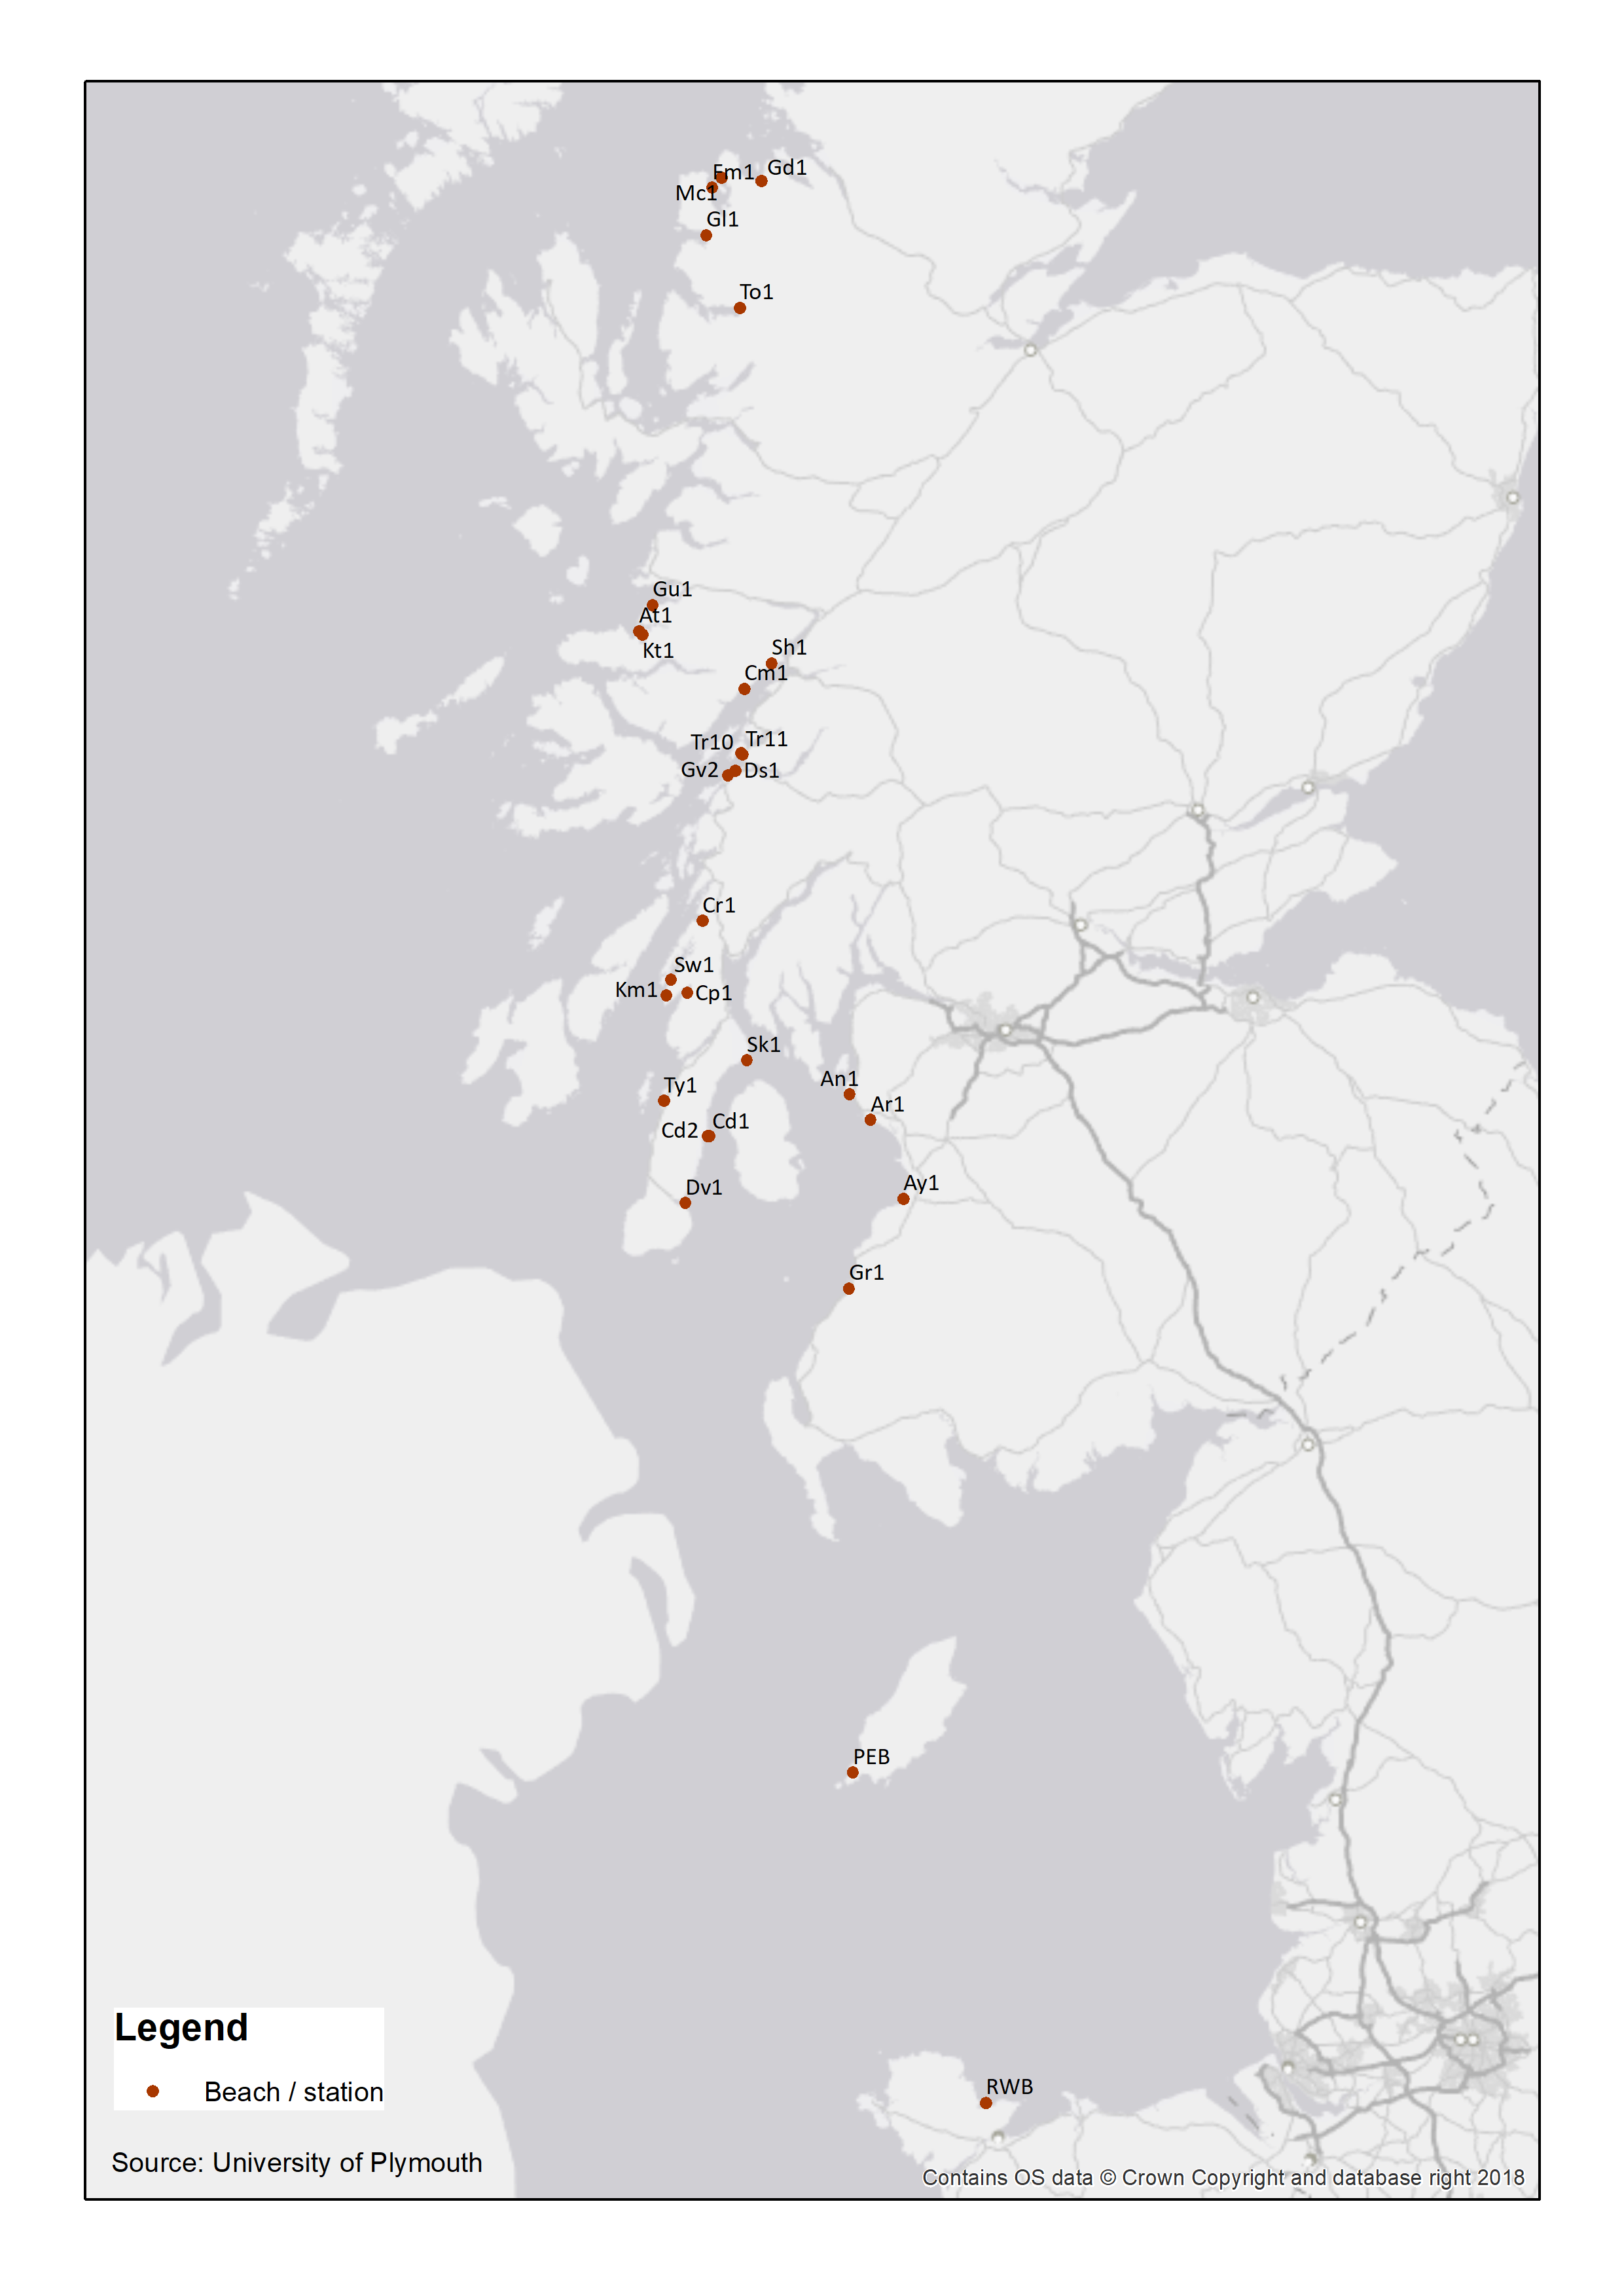 Fm1
Gd1
Mc1
Gl1
To1
Gu1
At1
Kt1
Sh1
Cm1
Tr10
Tr11
Gv2
Ds1
Cr1
Sw1
Km1
Cp1
Sk1
An1
Ty1
Ar1
Cd2
Cd1
Dv1
Ay1
Gr1
PEB
Legend
Beach / station
RWB
Source: University of Plymouth
Contains OS data © Crown Copyright and database right 2018